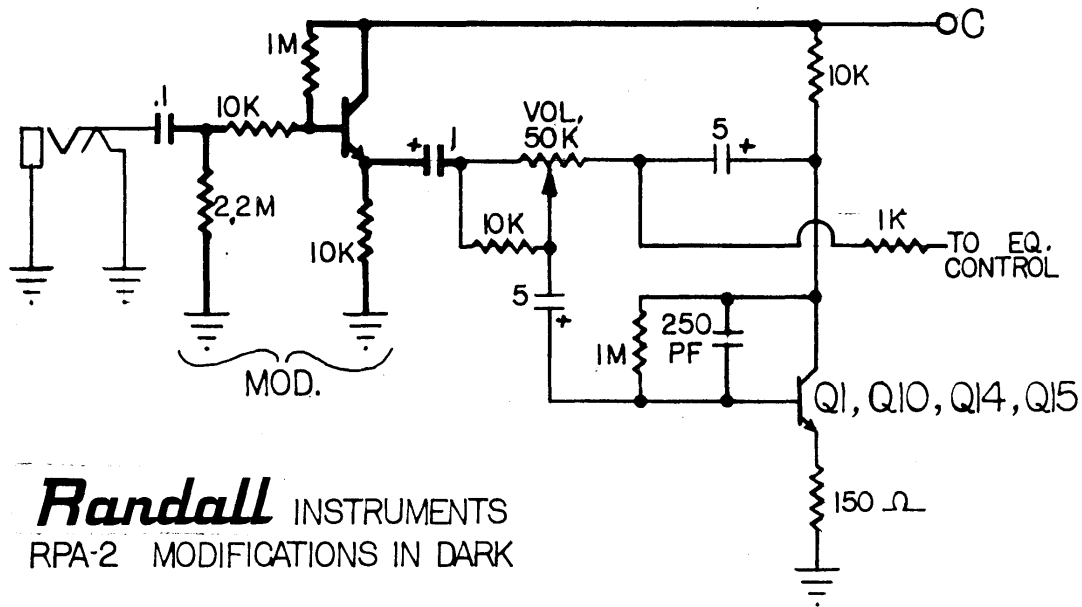 C
1M
10K
.1
10K
VOL.
50K
5
+
+
1
2.2M
10K
10K
1K
TO EQ.
CONTROL
5
+
1M
250
PF
MOD.
Q1, Q10, Q14, Q15
150 Ω
Randall INSTRUMENTS
RPA-2 MODIFICATIONS IN DARK